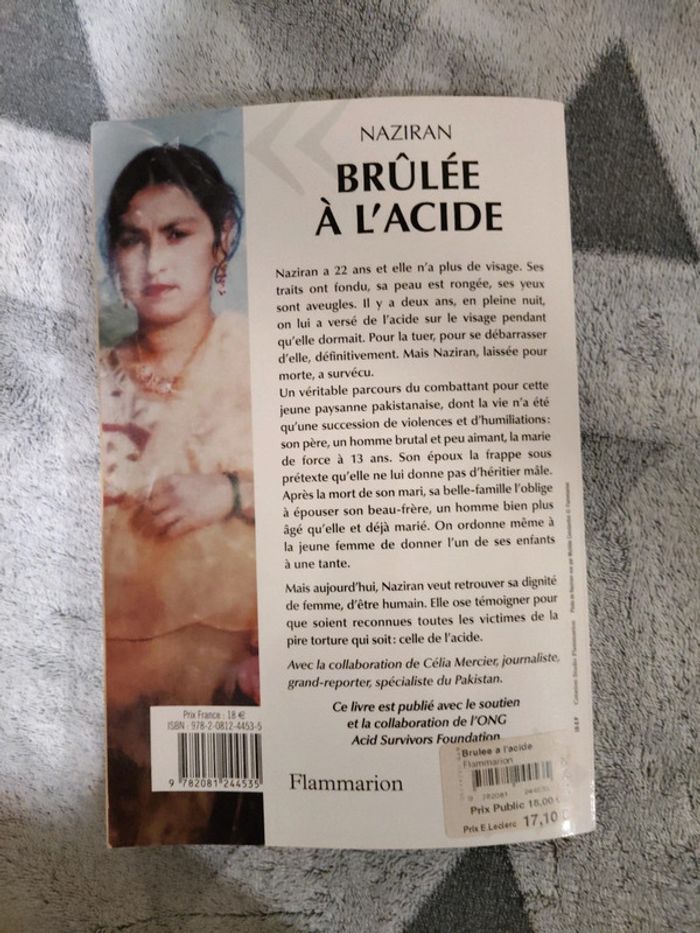 NAZIRAN
BRÛLÉE
À L'ACIDE
Naziran a 22 ans et elle n'a plus de visage. Ses
traits ont fondu, sa peau est rongée, ses yeux
sont aveugles. Il y a deux ans, en pleine nuit,
on lui a versé de l'acide sur le visage pendant
qu'elle dormait. Pour la tuer, pour se débarrasser
d'elle, définitivement. Mais Naziran, laissée pour
morte, a survécu.
Un véritable parcours du combattant pour cette
jeune paysanne pakistanaise, dont la vie n'a été
qu'une succession de violences et d'humiliations :
son père, un homme brutal et peu aimant, la marie
de force à 13 ans. Son époux la frappe sous
prétexte qu'elle ne lui donne pas d'héritier mâle.
Après la mort de son mari, sa belle-famille l'oblige
à épouser son beau-frère, un homme bien plus
âgé qu'elle et déjà marié. On ordonne même à
la jeune femme de donner l'un de ses enfants
à une tante.
Mais aujourd'hui, Naziran veut retrouver sa dignité
de femme, d'être humain. Elle ose témoigner pour
que soient reconnues toutes les victimes de la
pire torture qui soit : celle de l'acide.
Avec la collaboration de Célia Mercier, journaliste,
grand-reporter, spécialiste du Pakistan.
Ce livre est publié avec le soutien
et la collaboration de l'ONG
Acid Survivors Foundation
Prix France : 18 €
ISBN : 978-2-0812-4453-5
9 782081 244535
Flammarion
Brulee a l'acide
Flammarion
9 782081 244535
Prix Public 18,00 €
Prix E.Leclerc 17,10 €